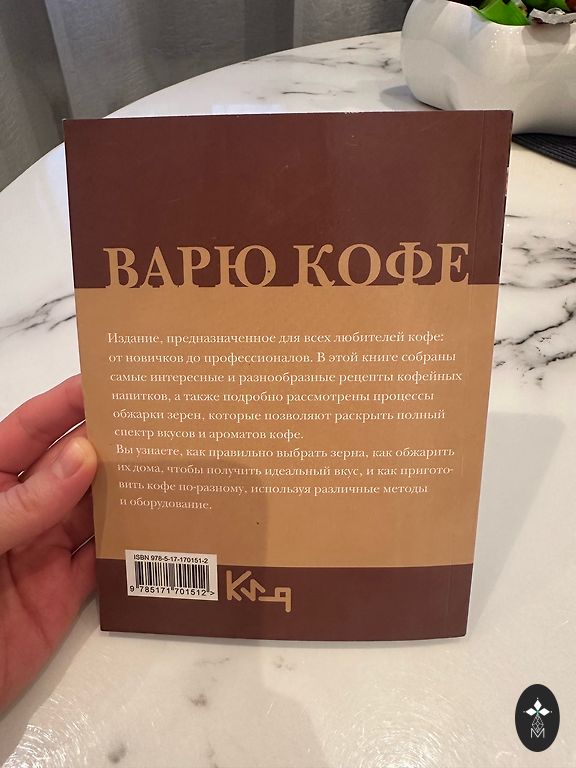 ВАРЮ КОФЕ
Издание, предназначенное для всех любителей кофе:
от новичков до профессионалов. В этой книге собраны
самые интересные и разнообразные рецепты кофейных
напитков, а также подробно рассмотрены процессы
обжарки зерен, которые позволяют раскрыть полный
спектр вкусов и ароматов кофе.
Вы узнаете, как правильно выбрать зерна, как обжарить
их дома, чтобы получить идеальный вкус, и как пригото-
вить кофе по-разному, используя различные методы
и оборудование.
ISBN 978-5-17-170151-2
9 785171 701512 >
М